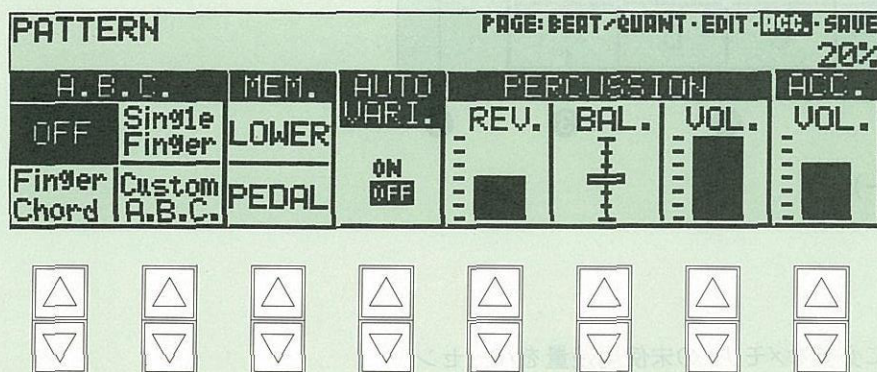 PATTERN
PAGE: BEAT/QUANT · EDIT · ACC. · SAVE
20%
A.B.C. MEM. AUTO VARI. PERCUSSION ACC.
OFF Single Finger LOWER REV. BAL. VOL. VOL.
ON
OFF
Finger Chord Custom A.B.C. PEDAL